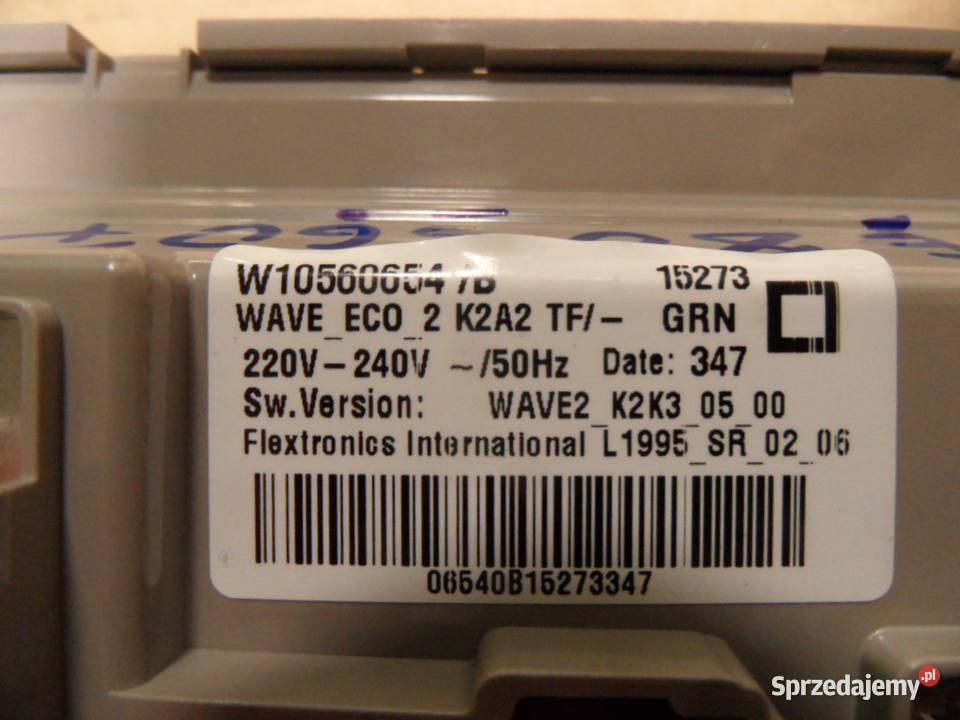 W10560654 /B 15273
WAVE_ECO_2 K2A2 TF/– GRN
220V–240V ~/50Hz Date: 347
Sw.Version: WAVE2_K2K3_05_00
Flextronics International L1995_SR_02_06
06540B15273347
Sprzedajemy.pl